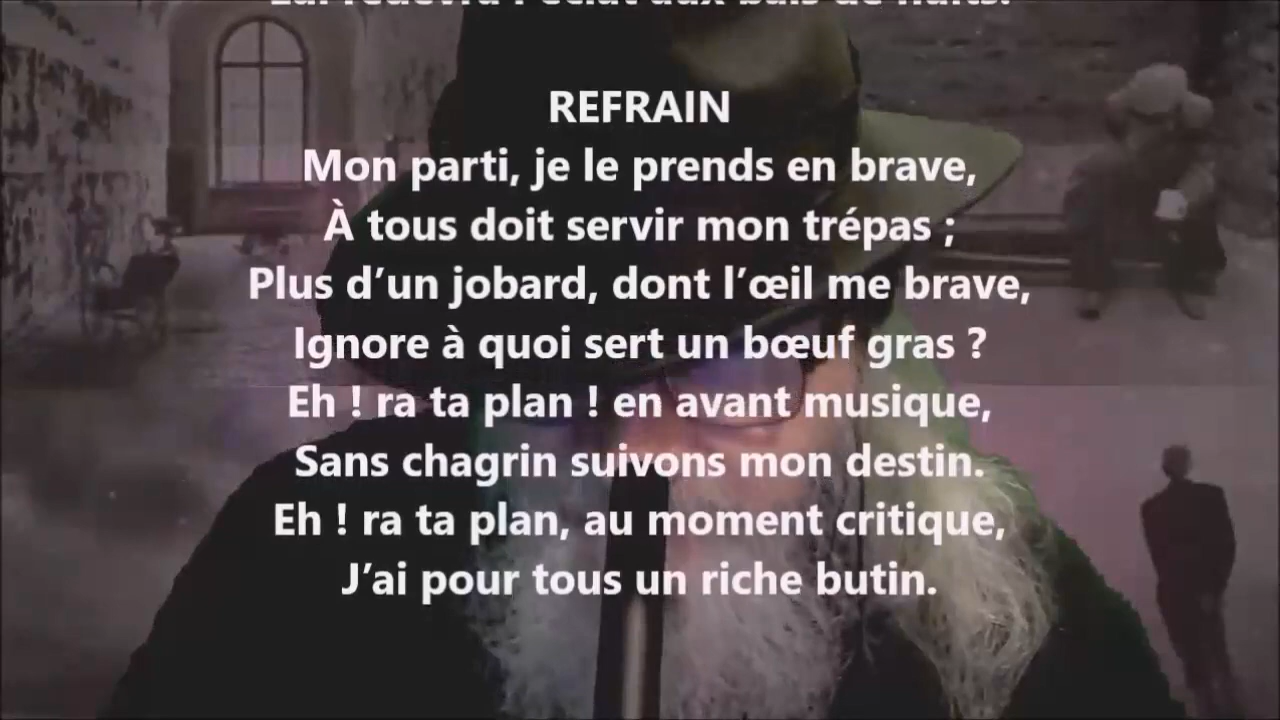 REFRAIN
Mon parti, je le prends en brave,
À tous doit servir mon trépas ;
Plus d’un jobard, dont l’œil me brave,
Ignore à quoi sert un bœuf gras ?
Eh ! ra ta plan ! en avant musique,
Sans chagrin suivons mon destin.
Eh ! ra ta plan, au moment critique,
J’ai pour tous un riche butin.